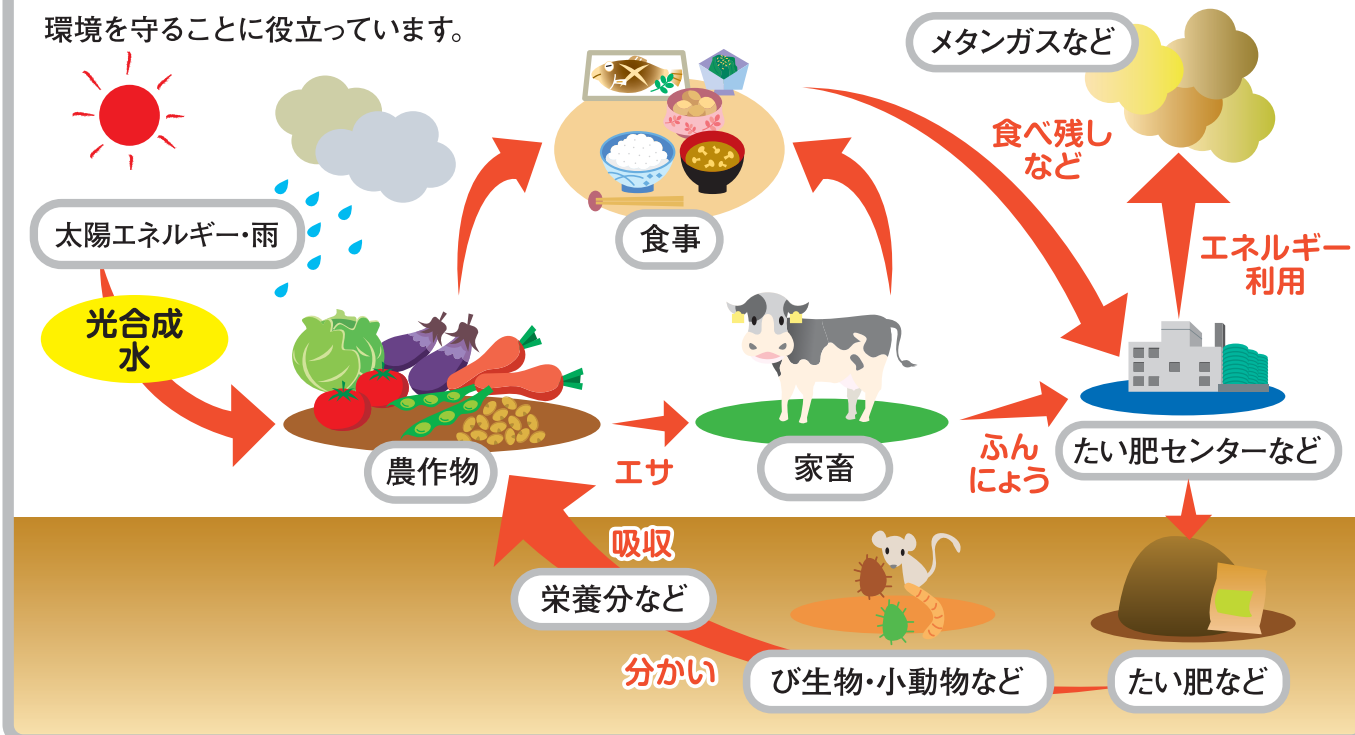 環境を守ることに役立っています。
メタンガスなど
食べ残し
など
太陽エネルギー・雨
食事
エネルギー
利用
光合成
水
農作物
エサ
家畜
ふん
にょう
たい肥センターなど
吸収
栄養分など
分かい
び生物・小動物など
たい肥など